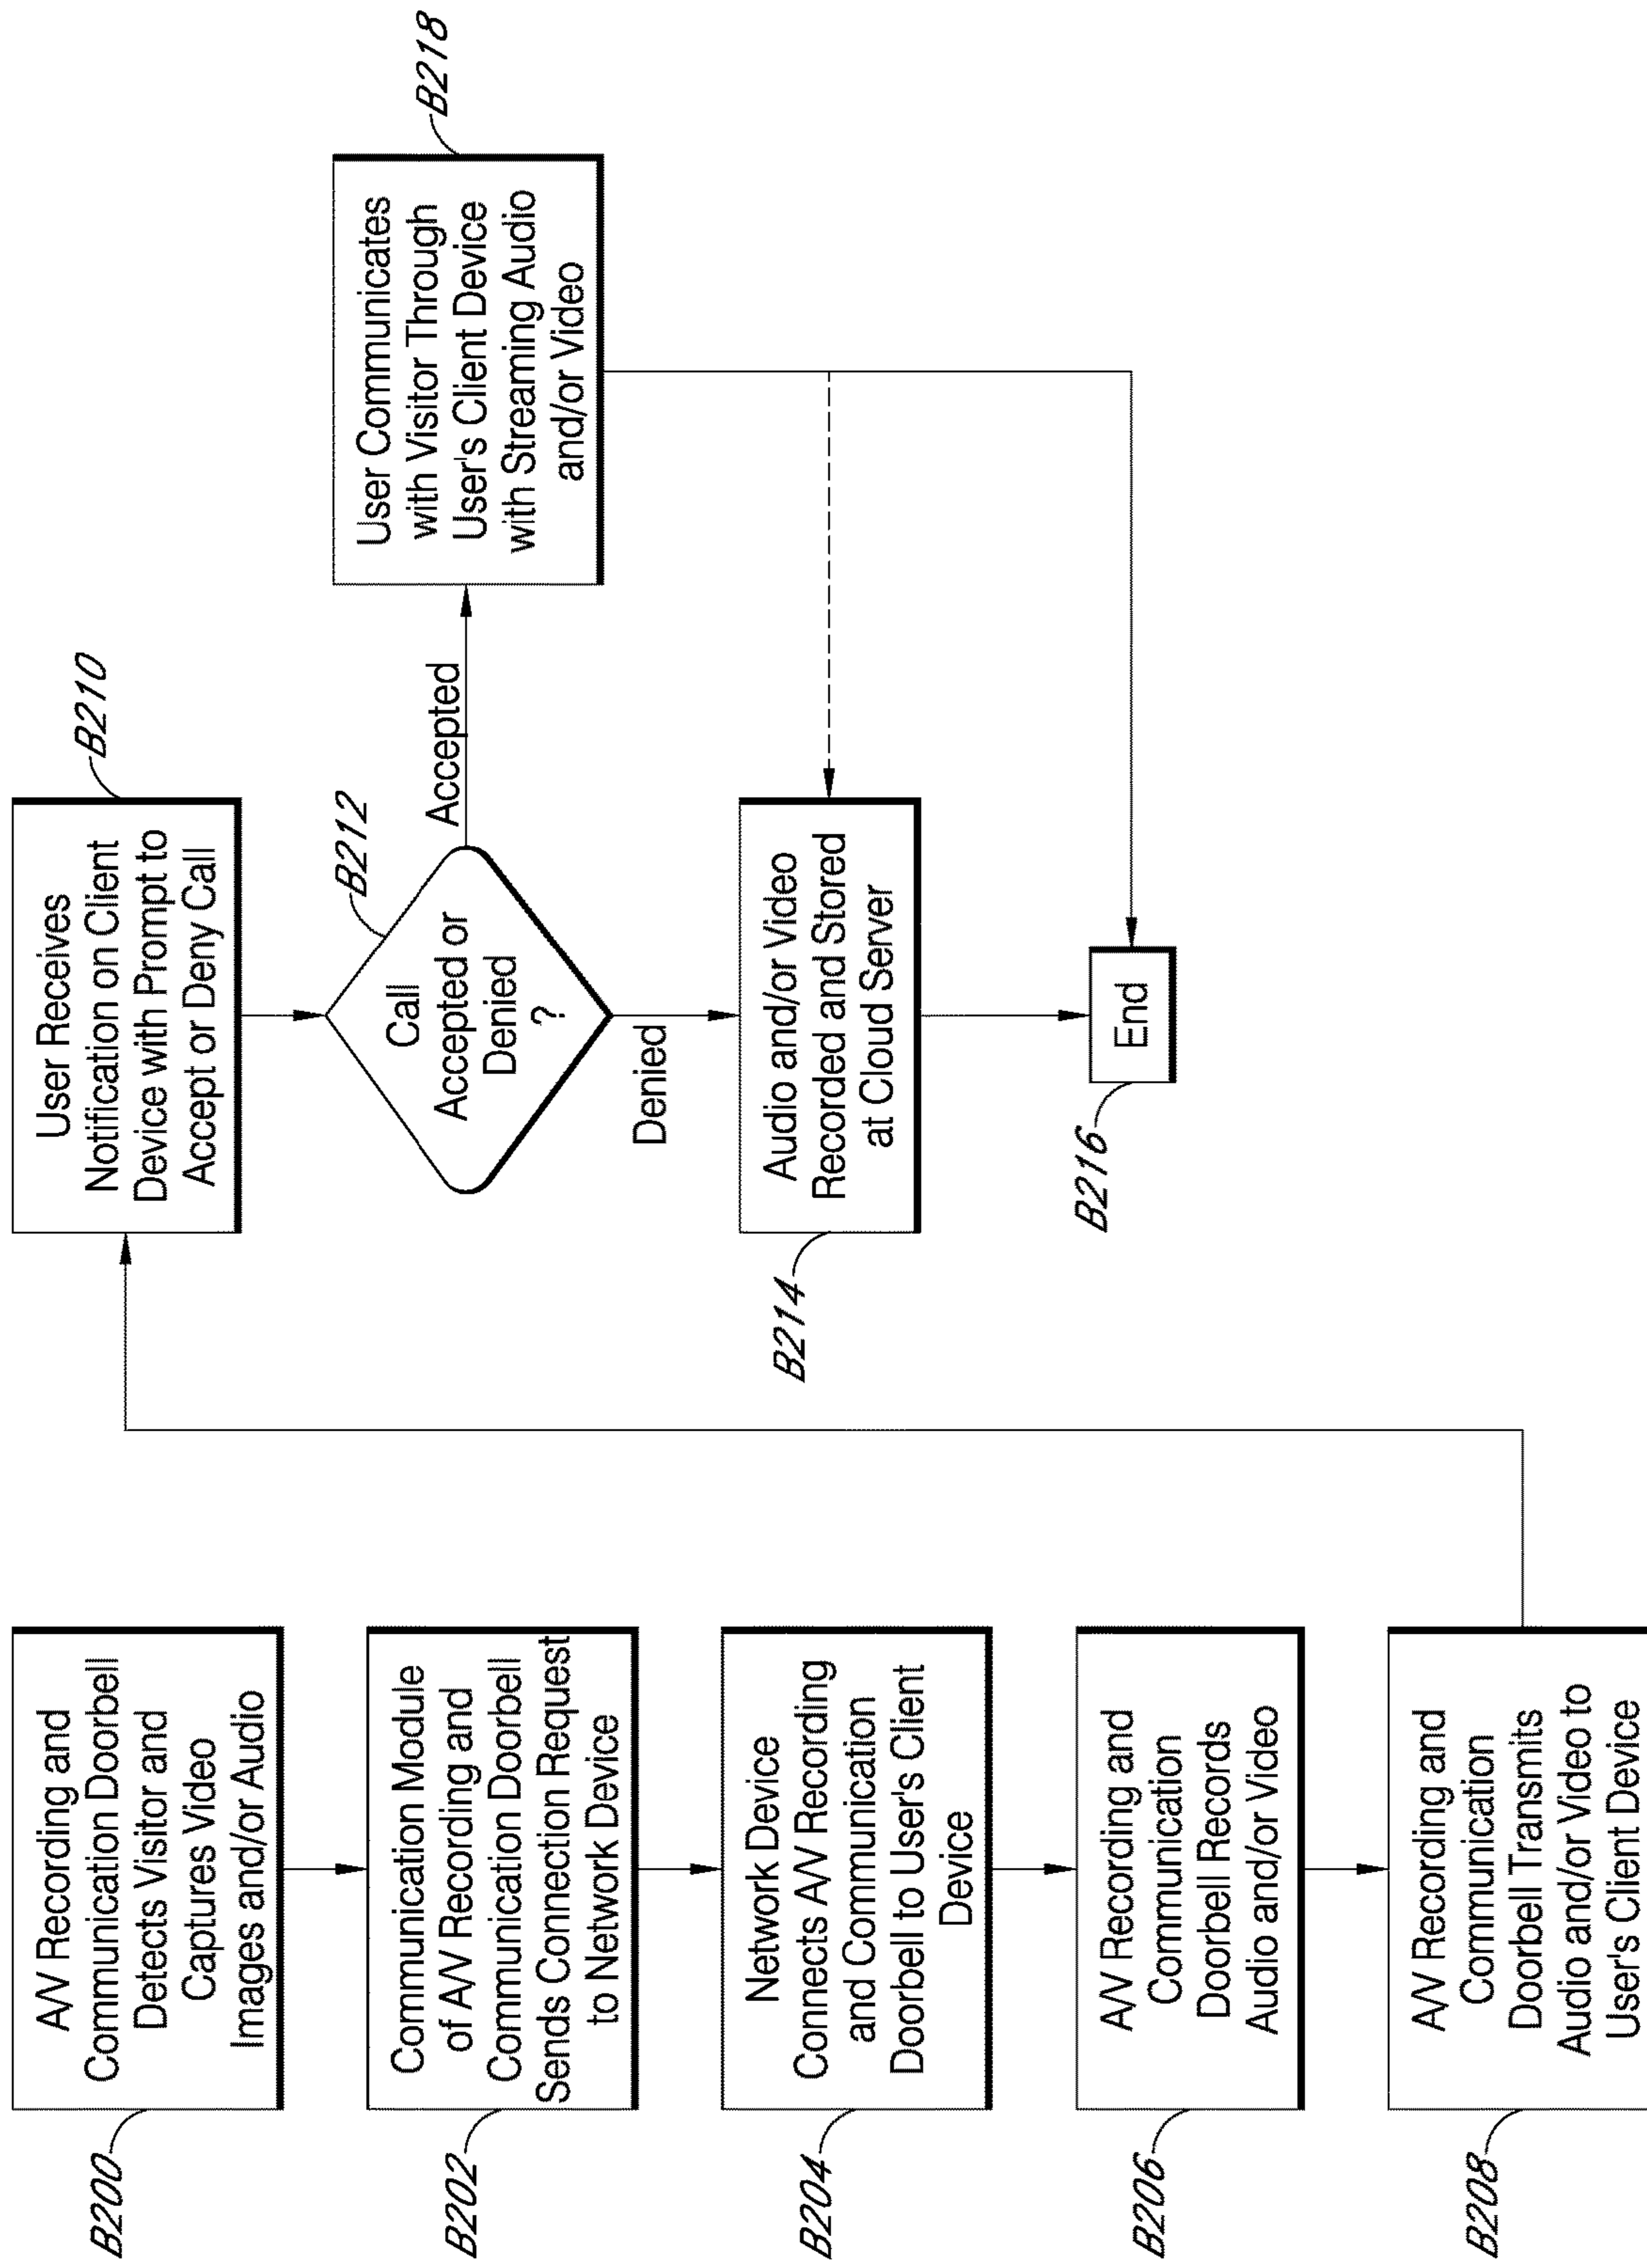 B200
A/V Recording and
Communication Doorbell
Detects Visitor and
Captures Video
Images and/or Audio
B202
Communication Module
of A/V Recording and
Communication Doorbell
Sends Connection Request
to Network Device
B204
Network Device
Connects A/V Recording
and Communication
Doorbell to User's Client
Device
B206
A/V Recording and
Communication
Doorbell Records
Audio and/or Video
B208
A/V Recording and
Communication
Doorbell Transmits
Audio and/or Video to
User's Client Device
B210
User Receives
Notification on Client
Device with Prompt to
Accept or Deny Call
B212
Call
Accepted or
Denied
?
Accepted
Denied
B218
User Communicates
with Visitor Through
User's Client Device
with Streaming Audio
and/or Video
B214
Audio and/or Video
Recorded and Stored
at Cloud Server
B216
End